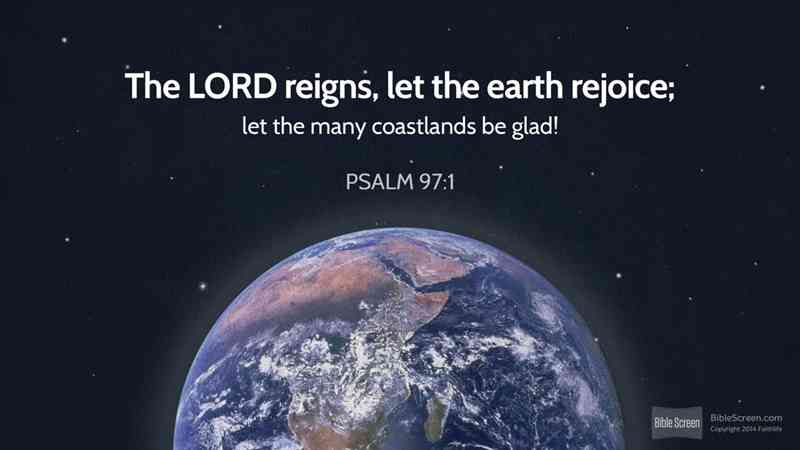 The LORD reigns, let the earth rejoice;
let the many coastlands be glad!
PSALM 97:1
Bible Screen
BibleScreen.com
Copyright 2014 Faithlife